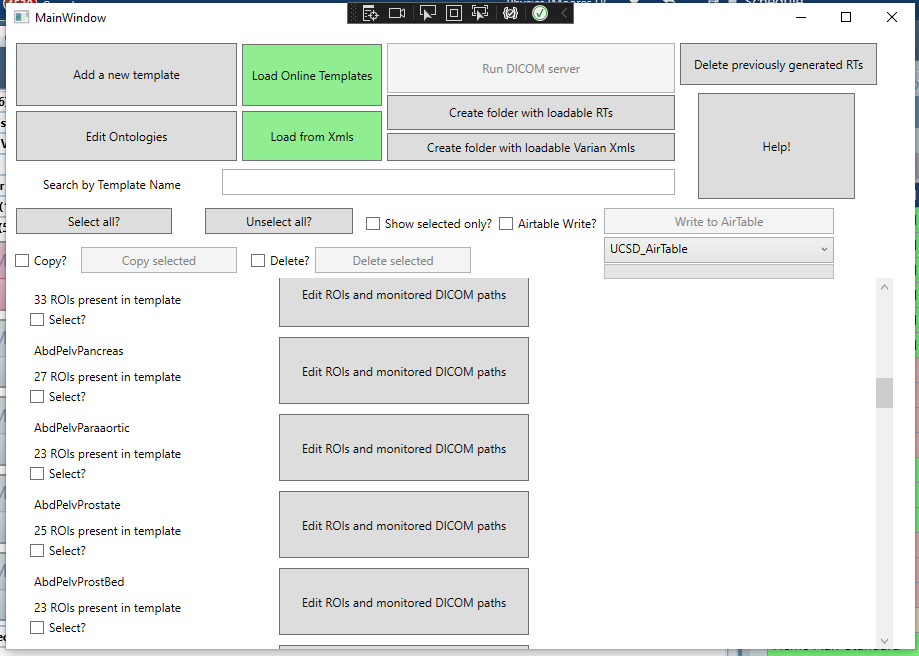 MainWindow
Add a new template
Load Online Templates
Run DICOM server
Delete previously generated RTs
Create folder with loadable RTs
Help!
Edit Ontologies
Load from Xmls
Create folder with loadable Varian Xmls
Search by Template Name
Select all?
Unselect all?
Show selected only?
Airtable Write?
Write to AirTable
UCSD_AirTable
Copy?
Copy selected
Delete?
Delete selected
33 ROIs present in template
Select?
Edit ROIs and monitored DICOM paths
AbdPelvPancreas
27 ROIs present in template
Select?
Edit ROIs and monitored DICOM paths
AbdPelvParaaortic
23 ROIs present in template
Select?
Edit ROIs and monitored DICOM paths
AbdPelvProstate
25 ROIs present in template
Select?
Edit ROIs and monitored DICOM paths
AbdPelvProstBed
23 ROIs present in template
Select?
Edit ROIs and monitored DICOM paths